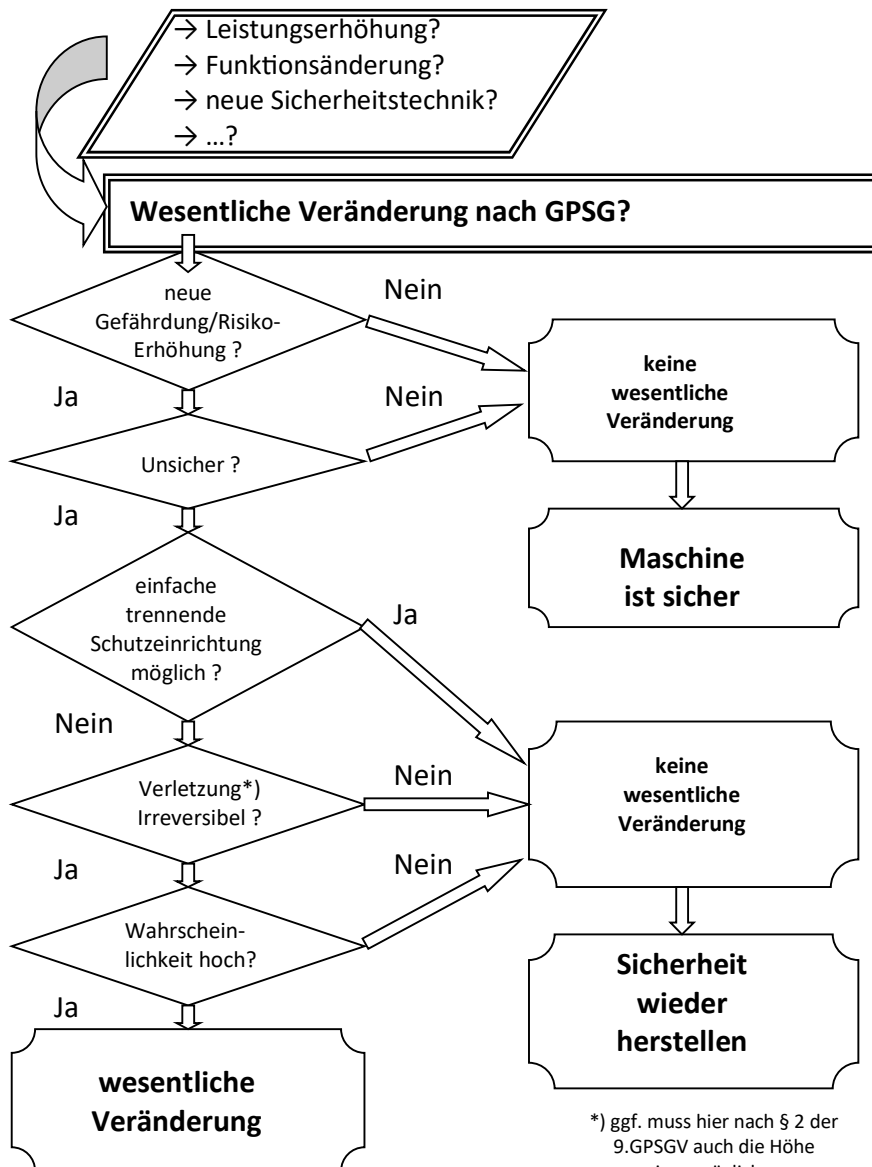 → Leistungserhöhung?
→ Funktionsänderung?
→ neue Sicherheitstechnik?
→ ...?
Wesentliche Veränderung nach GPSG?
neue
Gefährdung/Risiko-
Erhöhung ?
Nein
keine
wesentliche
Veränderung
Ja
Nein
Unsicher ?
Ja
Maschine
ist sicher
einfache
trennende
Schutzeinrichtung
möglich ?
Ja
Nein
Verletzung*)
Irreversibel ?
Nein
keine
wesentliche
Veränderung
Ja
Nein
Wahrschein-
lichkeit hoch?
Sicherheit
wieder
herstellen
Ja
wesentliche
Veränderung
*) ggf. muss hier nach § 2 der
9.GPSGV auch die Höhe